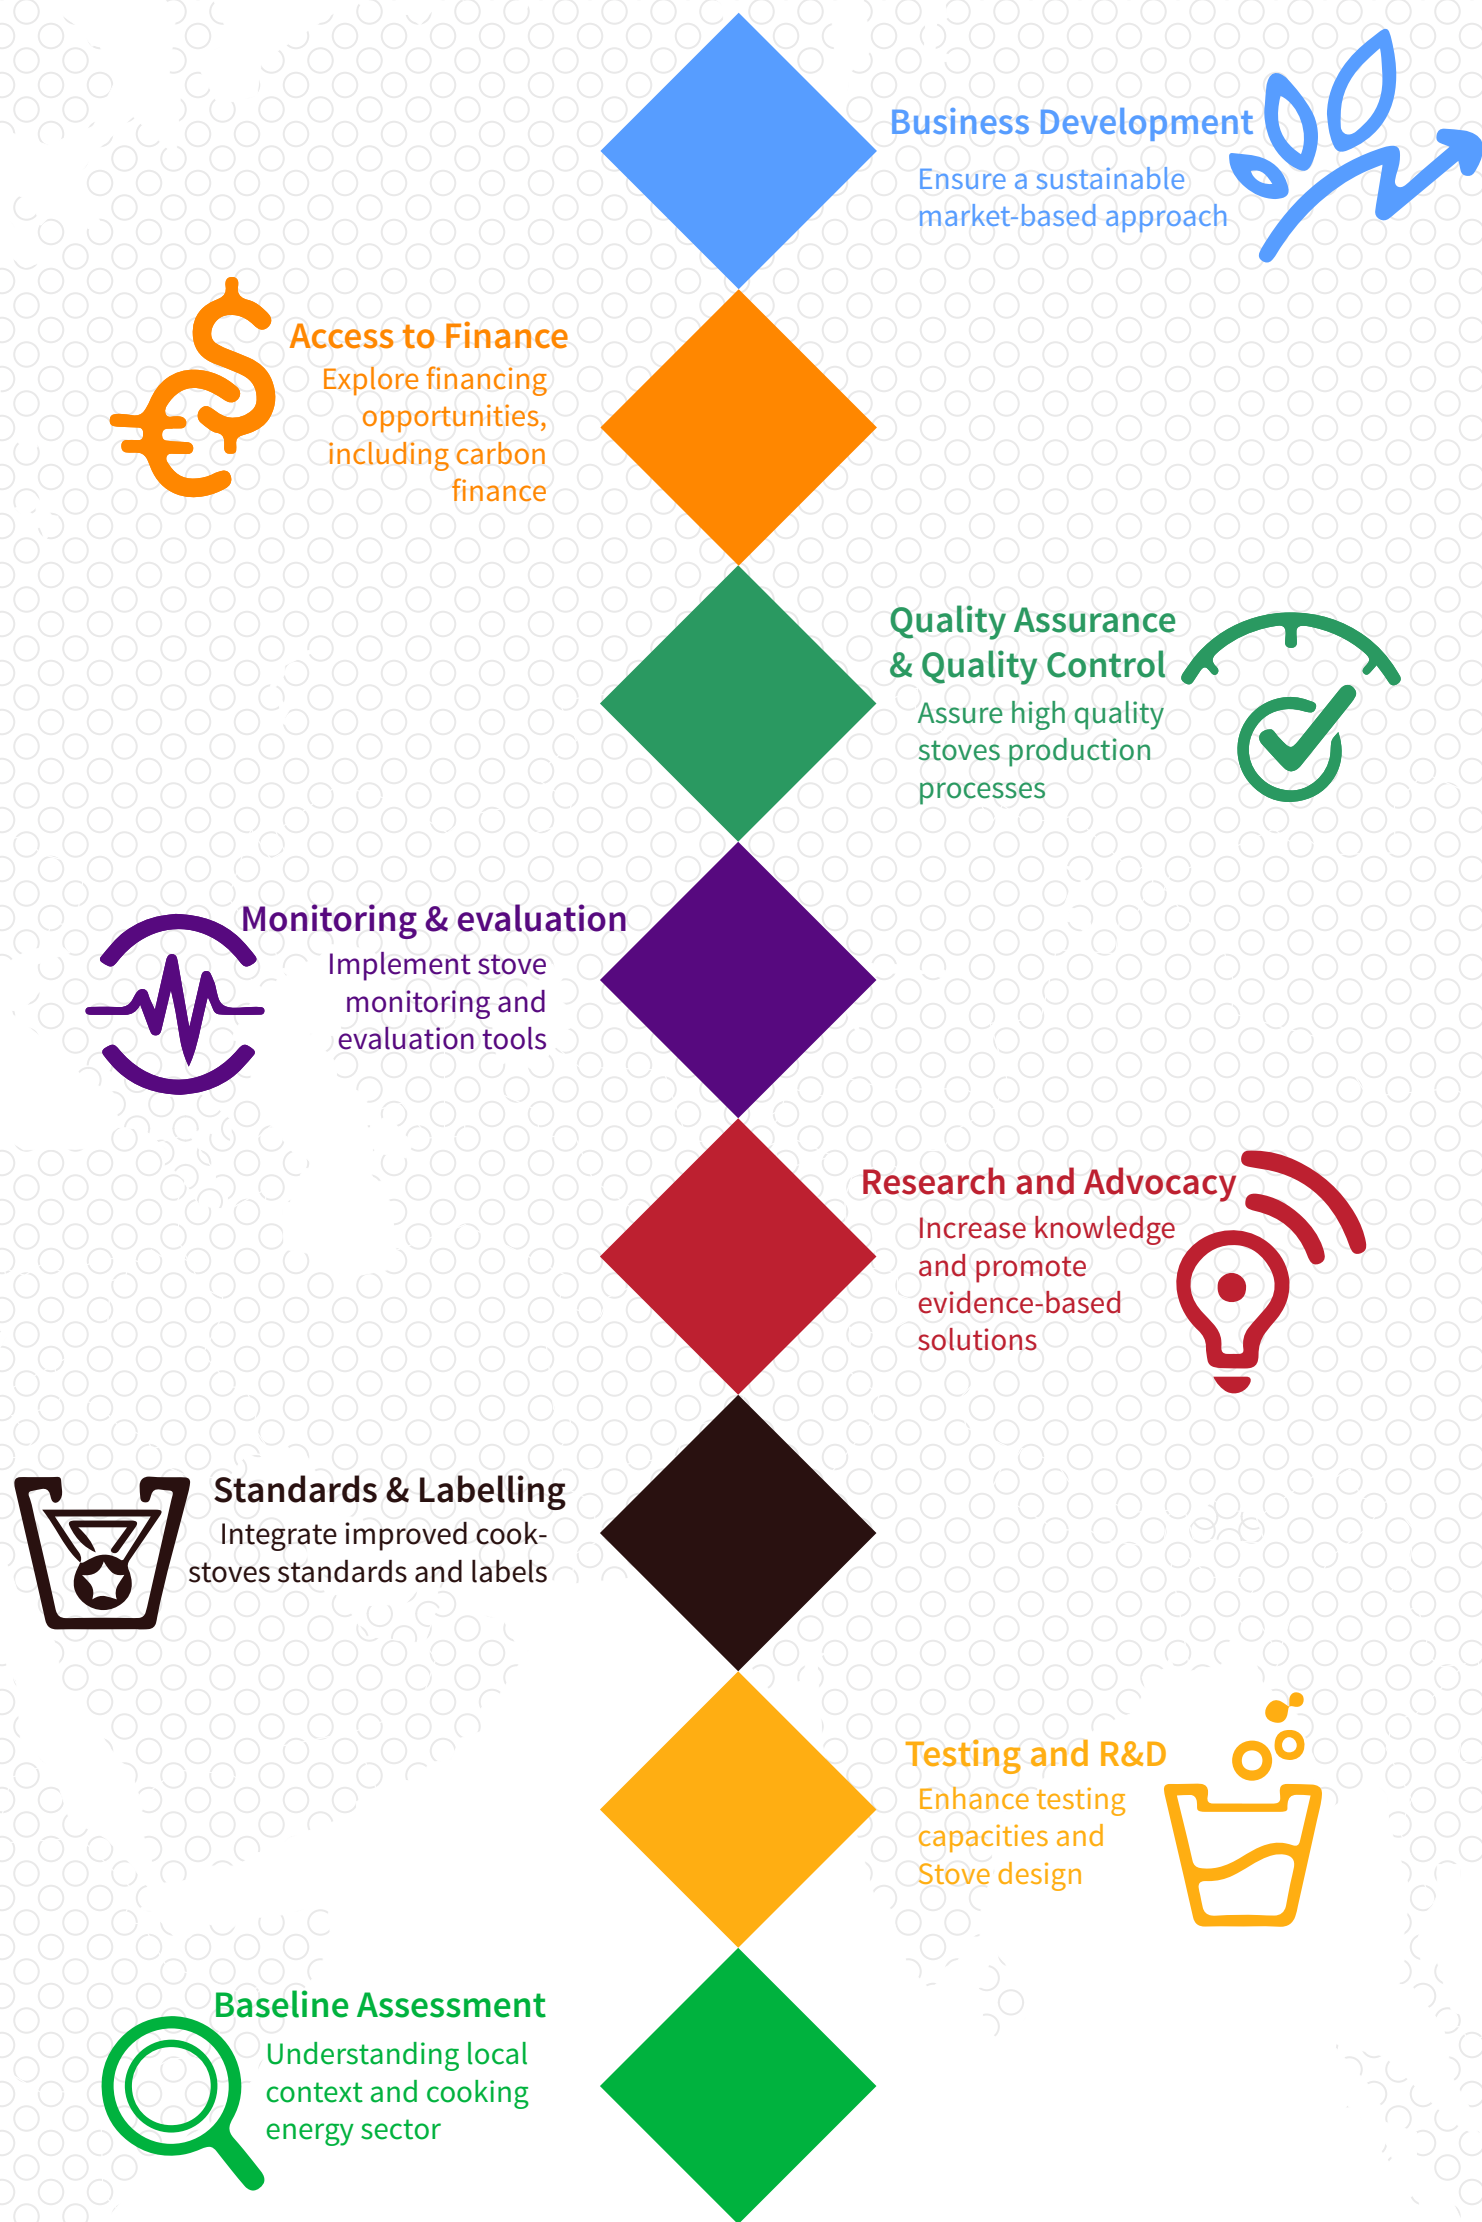 Business Development
Ensure a sustainable
market-based approach
Access to Finance
Explore financing
opportunities,
including carbon
finance
Quality Assurance
& Quality Control
Assure high quality
stoves production
processes
Monitoring & evaluation
Implement stove
monitoring and
evaluation tools
Research and Advocacy
Increase knowledge
and promote
evidence-based
solutions
Standards & Labelling
Integrate improved cook-
stoves standards and labels
Testing and R&D
Enhance testing
capacities and
Stove design
Baseline Assessment
Understanding local
context and cooking
energy sector